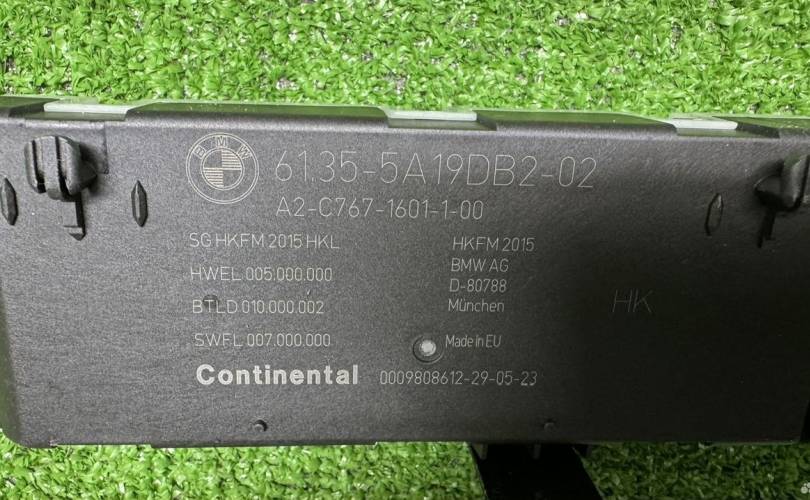 BMW
61.35-5A19DB2-02
A2-C767-1601-1-00
SG HKFM 2015 HKL
HWEL 005.000.000
BTLD 010.000.002
SWFL 007.000.000
HKFM 2015
BMW AG
D-80788
München
Made in EU
HK
Continental 0009808612-29-05-23